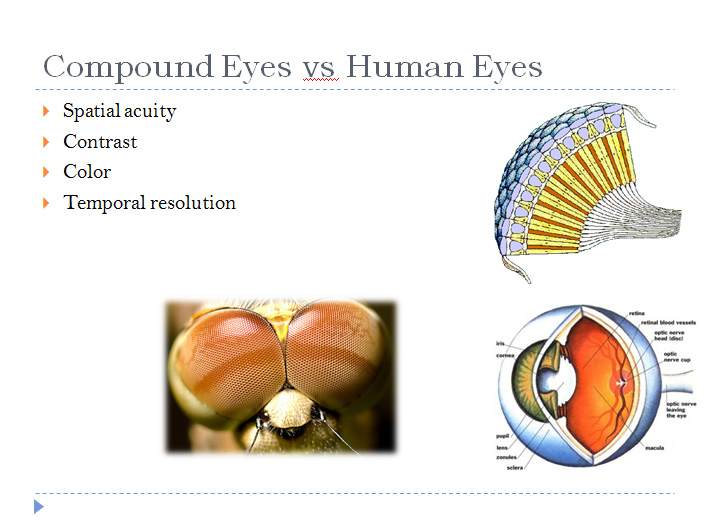 Compound Eyes vs Human Eyes
Spatial acuity
Contrast
Color
Temporal resolution
retina
retinal blood vessels
optic nerve
head (disc)
optic
nerve cup
optic nerve
leaving
the eye
macula
iris
cornea
pupil
lens
zonules
sclera